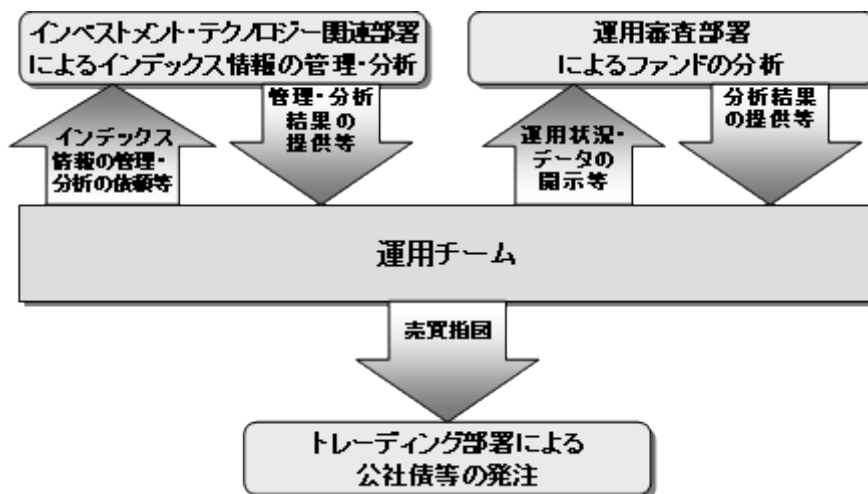 インベストメント・テクノロジー関連部署
によるインデックス情報の管理・分析
運用審査部署
によるファンドの分析
インデックス
情報の管理・
分析の依頼等
管理・分析
結果の
提供等
運用状況・
データの
開示等
分析結果
の提供等
運用チーム
売買指図
トレーディング部署による
公社債等の発注